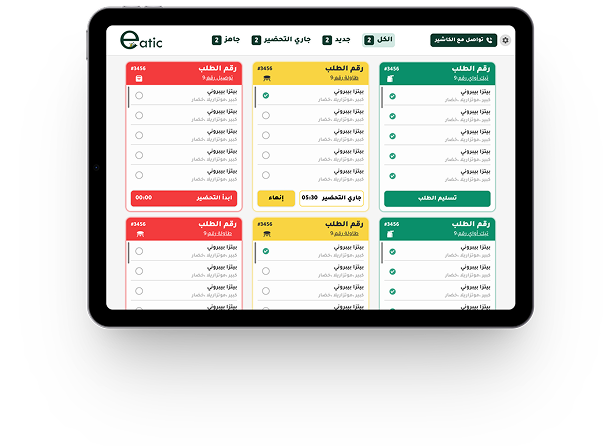 تواصل مع الكاشير
الكل 2
جديد 2
جاري التحضير 2
جاهز 2
eatic
رقم الطلب #3456
تيك أواي رقم 9
بيتزا بيبروني
كبير ،موتزاريلا ،خضار
بيتزا بيبروني
كبير ،موتزاريلا ،خضار
بيتزا بيبروني
كبير ،موتزاريلا ،خضار
بيتزا بيبروني
كبير ،موتزاريلا ،خضار
بيتزا بيبروني
كبير ،موتزاريلا ،خضار
تسليم الطلب
رقم الطلب #3456
طاولة رقم 9
بيتزا بيبروني
كبير ،موتزاريلا ،خضار
بيتزا بيبروني
كبير ،موتزاريلا ،خضار
بيتزا بيبروني
كبير ،موتزاريلا ،خضار
بيتزا بيبروني
كبير ،موتزاريلا ،خضار
بيتزا بيبروني
كبير ،موتزاريلا ،خضار
جاري التحضير 05:30
إنهاء
رقم الطلب #3456
توصيل رقم 9
بيتزا بيبروني
كبير ،موتزاريلا ،خضار
بيتزا بيبروني
كبير ،موتزاريلا ،خضار
بيتزا بيبروني
كبير ،موتزاريلا ،خضار
بيتزا بيبروني
كبير ،موتزاريلا ،خضار
بيتزا بيبروني
كبير ،موتزاريلا ،خضار
ابدأ التحضير 00:00
رقم الطلب #3456
تيك أواي رقم 9
بيتزا بيبروني
كبير ،موتزاريلا ،خضار
بيتزا بيبروني
كبير ،موتزاريلا ،خضار
بيتزا بيبروني
كبير ،موتزاريلا ،خضار
بيتزا بيبروني
رقم الطلب #3456
طاولة رقم 9
بيتزا بيبروني
كبير ،موتزاريلا ،خضار
بيتزا بيبروني
كبير ،موتزاريلا ،خضار
بيتزا بيبروني
كبير ،موتزاريلا ،خضار
بيتزا بيبروني
رقم الطلب #3456
طاولة رقم 9
بيتزا بيبروني
كبير ،موتزاريلا ،خضار
بيتزا بيبروني
كبير ،موتزاريلا ،خضار
بيتزا بيبروني
كبير ،موتزاريلا ،خضار
بيتزا بيبروني